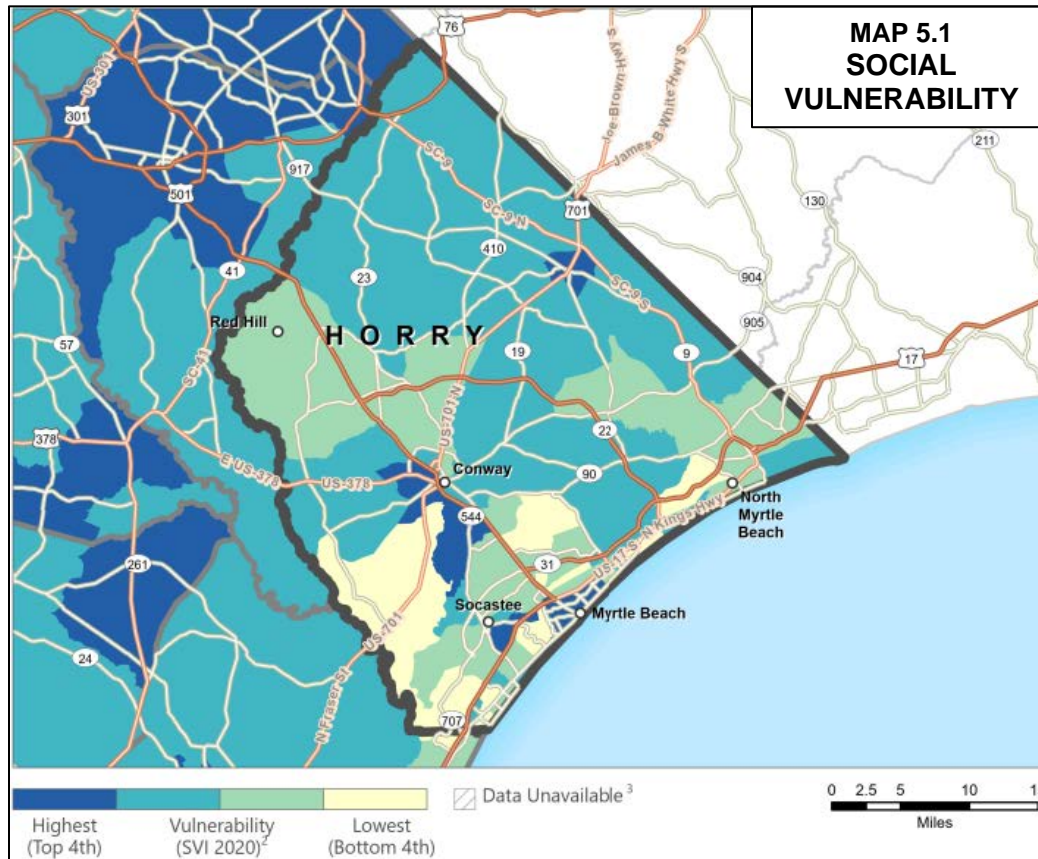 MAP 5.1
SOCIAL
VULNERABILITY
76
US-301
301
Joe Brown Hwy S
James B White Hwy S
211
SC-9
917
501
130
SC-9 N
701
410
41
23
904
SC-9 S
905
Red Hill
HORRY
57
19
9
17
SC-41
US-701 N
22
378
E US-378
US-378
Conway
90
North
Myrtle
Beach
544
US-17 S
N Kings Hwy
261
31
Socastee
Myrtle Beach
US-701
24
N Fraser St
707
Highest
(Top 4th)
Vulnerability
(SVI 2020)2
Lowest
(Bottom 4th)
Data Unavailable3
0 2.5 5 10
Miles